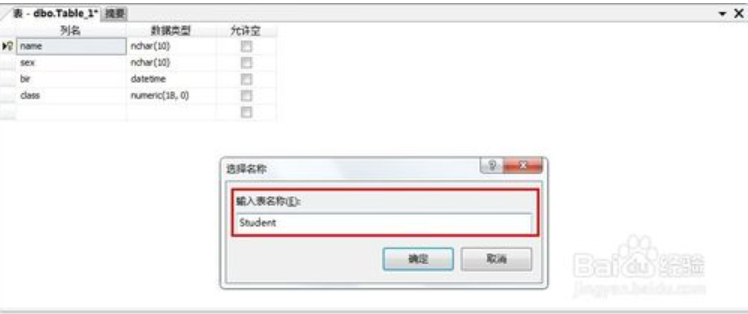 表 - dbo.Table_1* 摘要
列名 数据类型 允许空
name nchar(10)
sex nchar(10)
bir datetime
class numeric(18, 0)
选择名称
输入表名称(E):
Student
确定 取消
Baidu 经验
jingyan.baidu.com